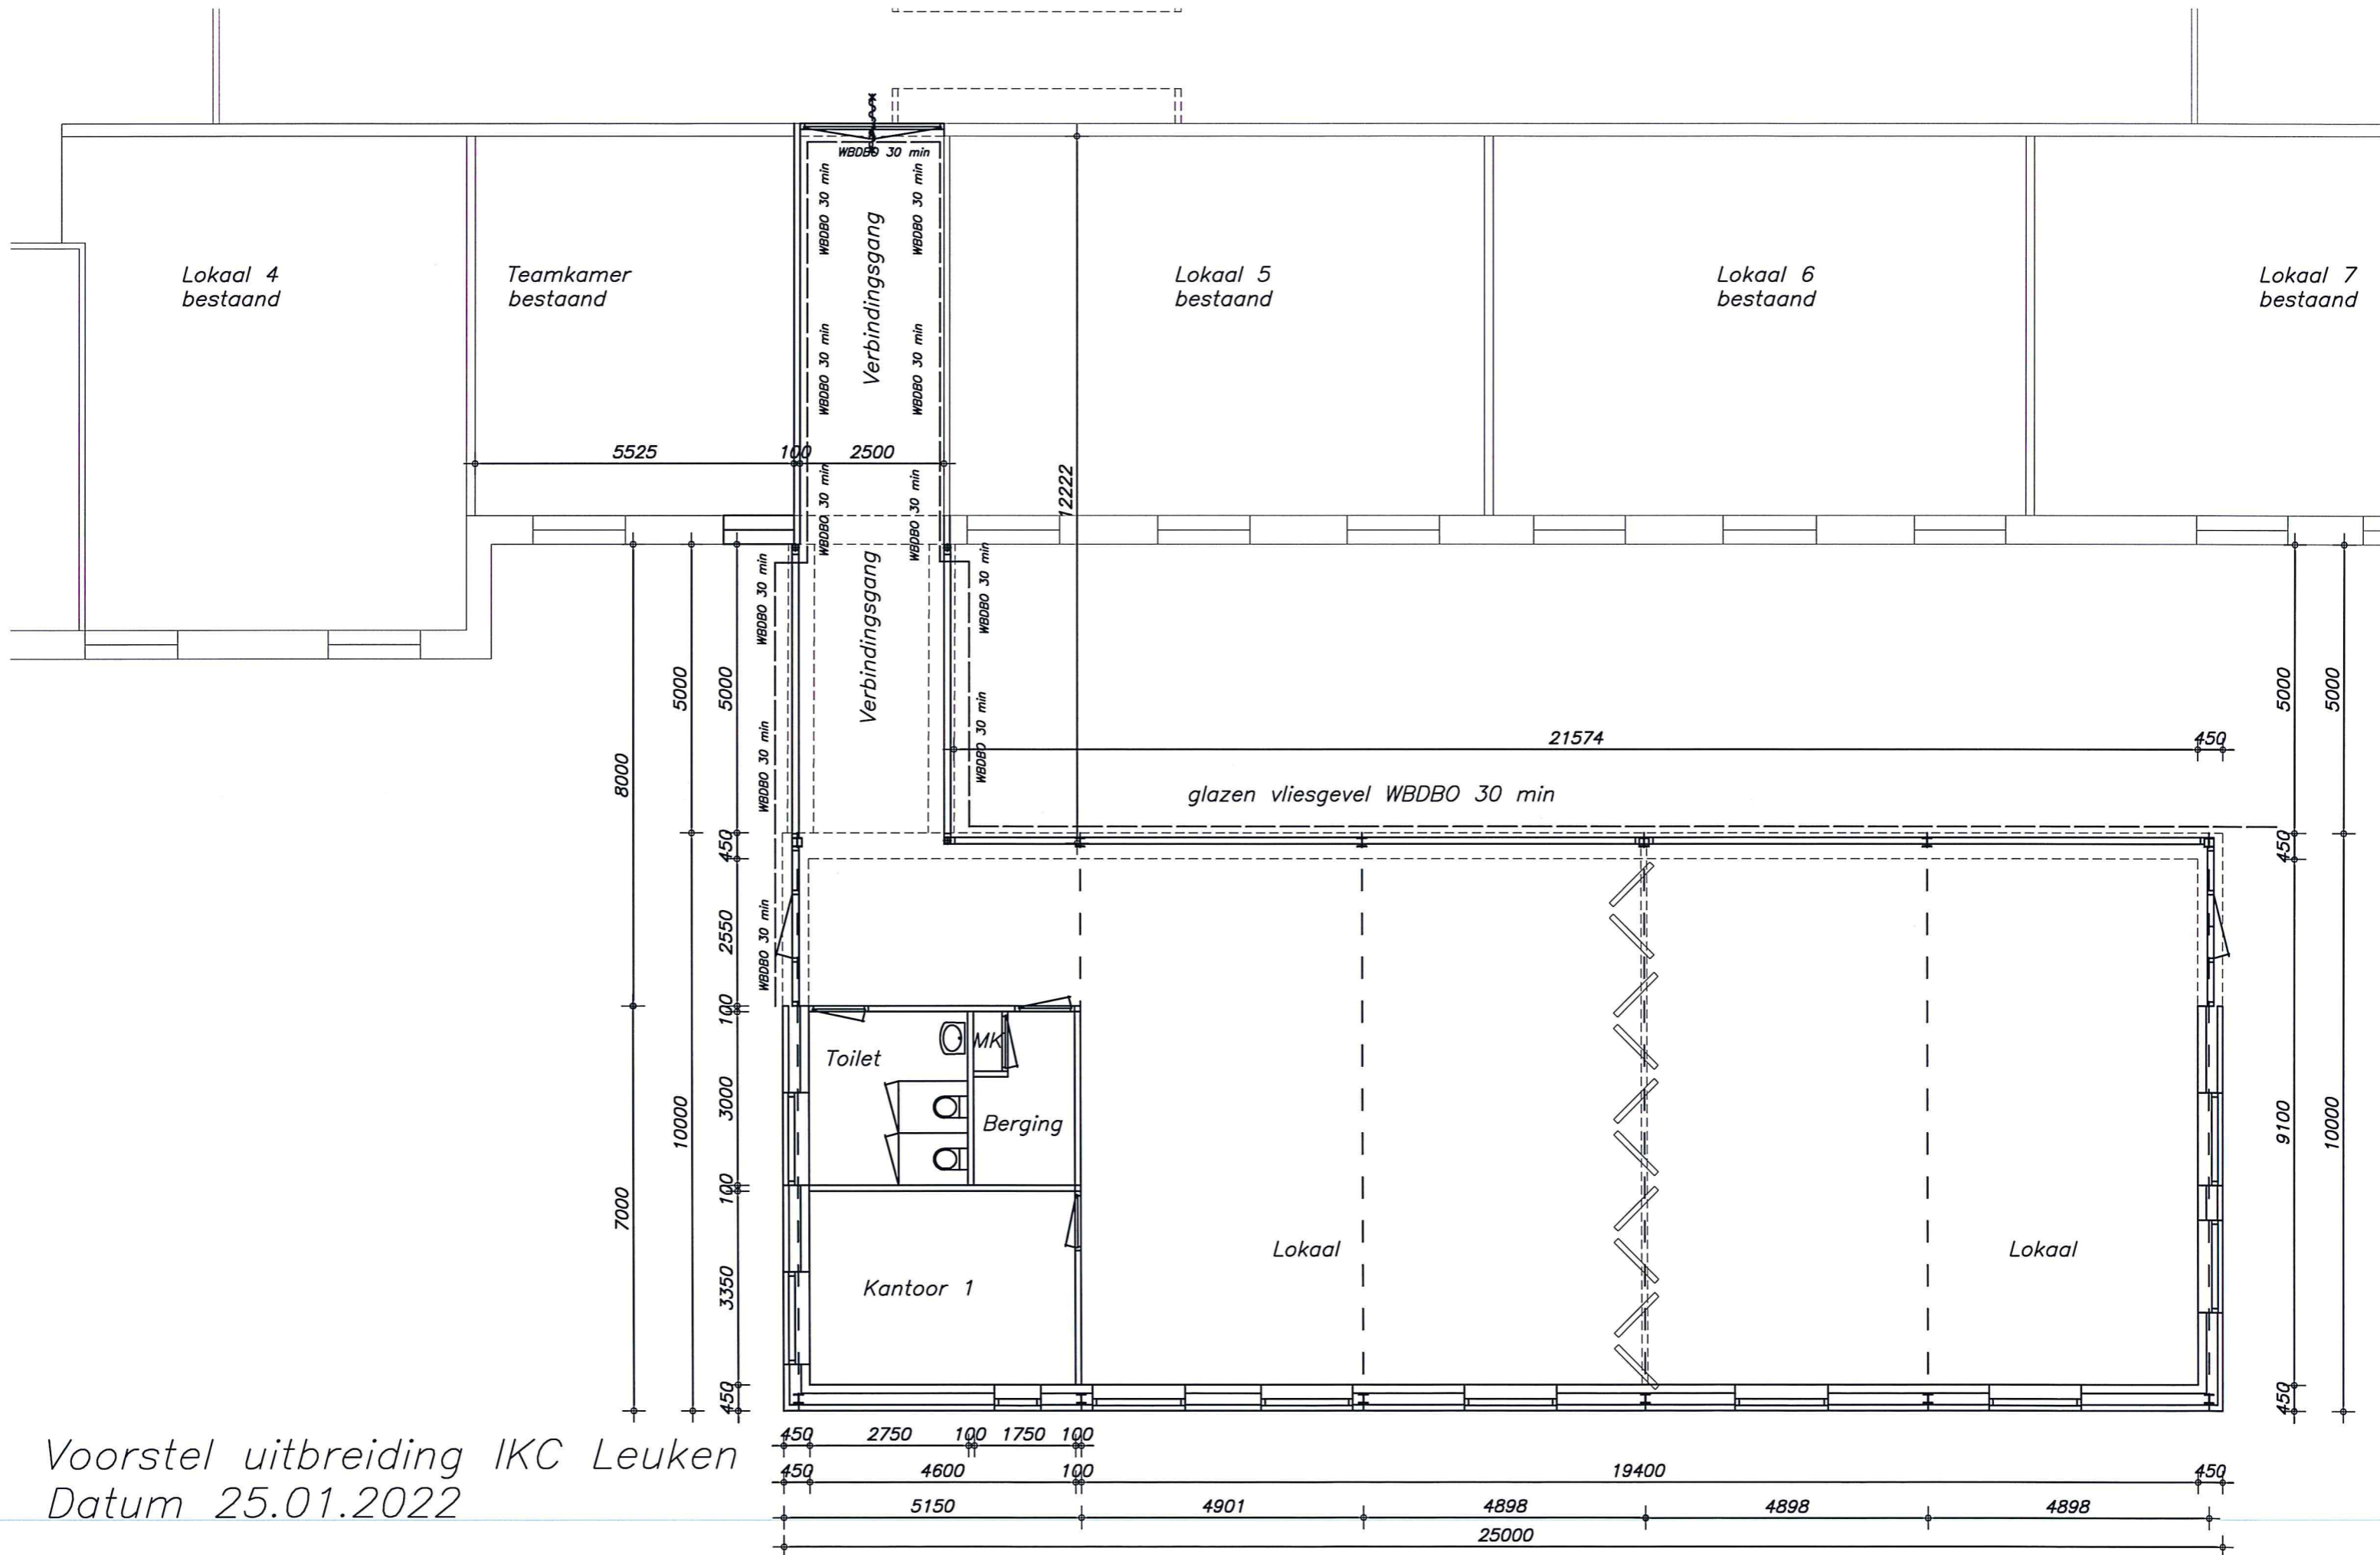 WBDBO 30 min
WBDBO 30 min
WBDBO 30 min
Verbindingsgang
Lokaal 4
bestaand
Teamkamer
bestaand
Lokaal 5
bestaand
Lokaal 6
bestaand
Lokaal 7
bestaand
WBDBO 30 min
WBDBO 30 min
5525
100
2500
12222
WBDBO 30 min
WBDBO 30 min
Verbindingsgang
WBDBO 30 min
WBDBO 30 min
8000
5000
5000
5000
5000
WBDBO 30 min
WBDBO 30 min
21574
450
glazen vliesgevel WBDBO 30 min
450
450
2550
WBDBO 30 min
100
Toilet
MK
3000
10000
Berging
9100
10000
100
7000
Lokaal
Lokaal
3350
Kantoor 1
450
450
450
2750
100
1750
100
Voorstel uitbreiding IKC Leuken
Datum 25.01.2022
450
4600
100
19400
450
5150
4901
4898
4898
4898
25000